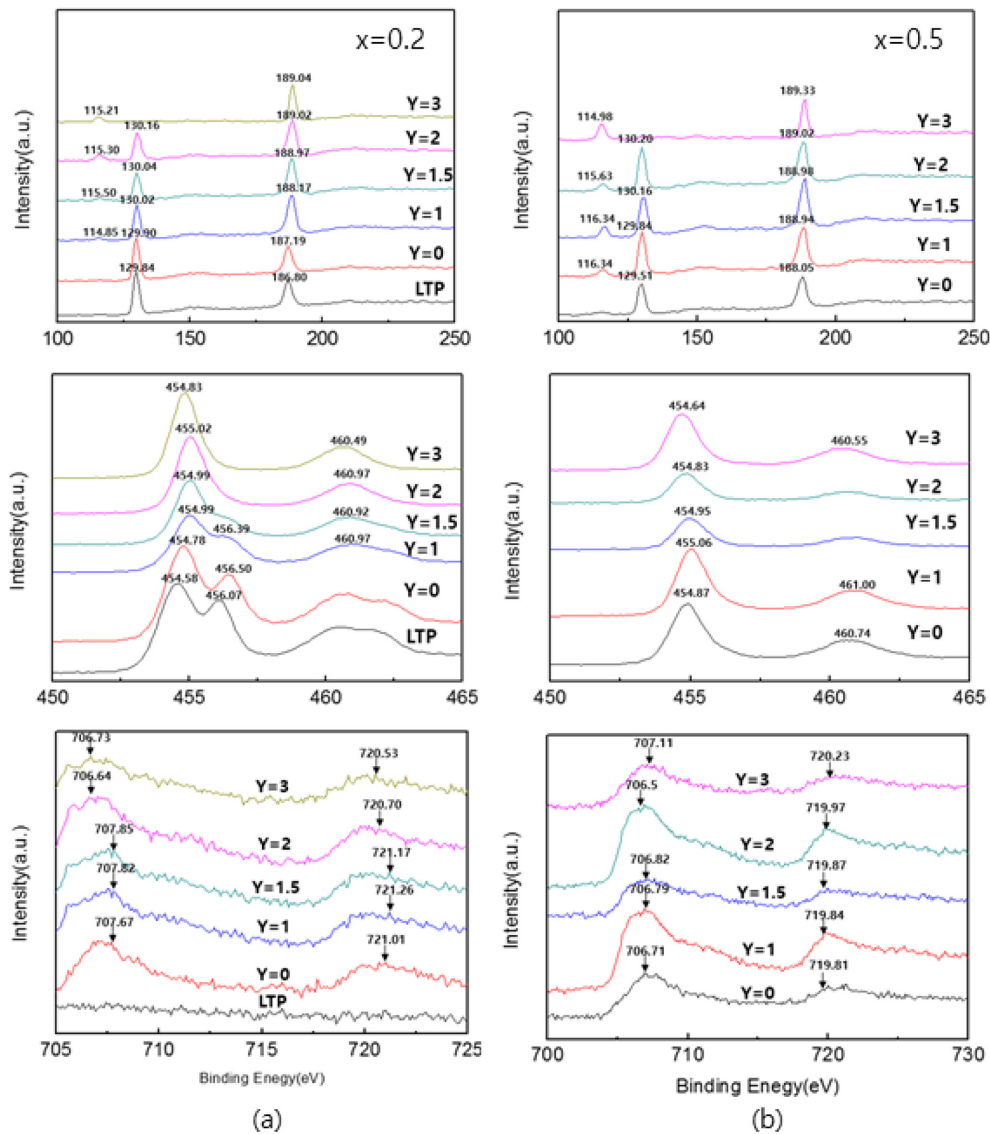 x=0.2
189.04
115.21
Y=3
189.02
130.16
Y=2
115.30
188.97
130.04
Y=1.5
115.50
188.17
130.02
Y=1
114.85
129.90
187.19
Y=0
129.84
186.80
LTP
Intensity(a.u.)
100 150 200 250
x=0.5
189.33
114.98
Y=3
130.20
189.02
Y=2
115.63
188.98
130.16
Y=1.5
116.34
129.84
188.94
Y=1
116.34
129.51
188.05
Y=0
Intensity(a.u.)
100 150 200 250
454.83
455.02
460.49
Y=3
454.99
460.97
Y=2
454.99
460.92
Y=1.5
456.39
460.97
Y=1
454.78
456.50
Y=0
454.58
456.07
LTP
Intensity(a.u.)
450 455 460 465
454.64
460.55
Y=3
454.83
Y=2
454.95
Y=1.5
455.06
461.00
Y=1
454.87
460.74
Y=0
Intensity(a.u.)
450 455 460 465
706.73
720.53
706.64
Y=3
720.70
707.85
Y=2
721.17
707.82
Y=1.5
721.26
707.67
Y=1
721.01
Y=0
LTP
Intensity(a.u.)
705 710 715 720 725
Binding Enegy(eV)
707.11
720.23
706.5
Y=3
719.97
706.82
Y=2
719.87
706.79
Y=1.5
719.84
706.71
Y=1
719.81
Y=0
Intensity(a.u.)
700 710 720 730
Binding Enegy(eV)
(a)
(b)